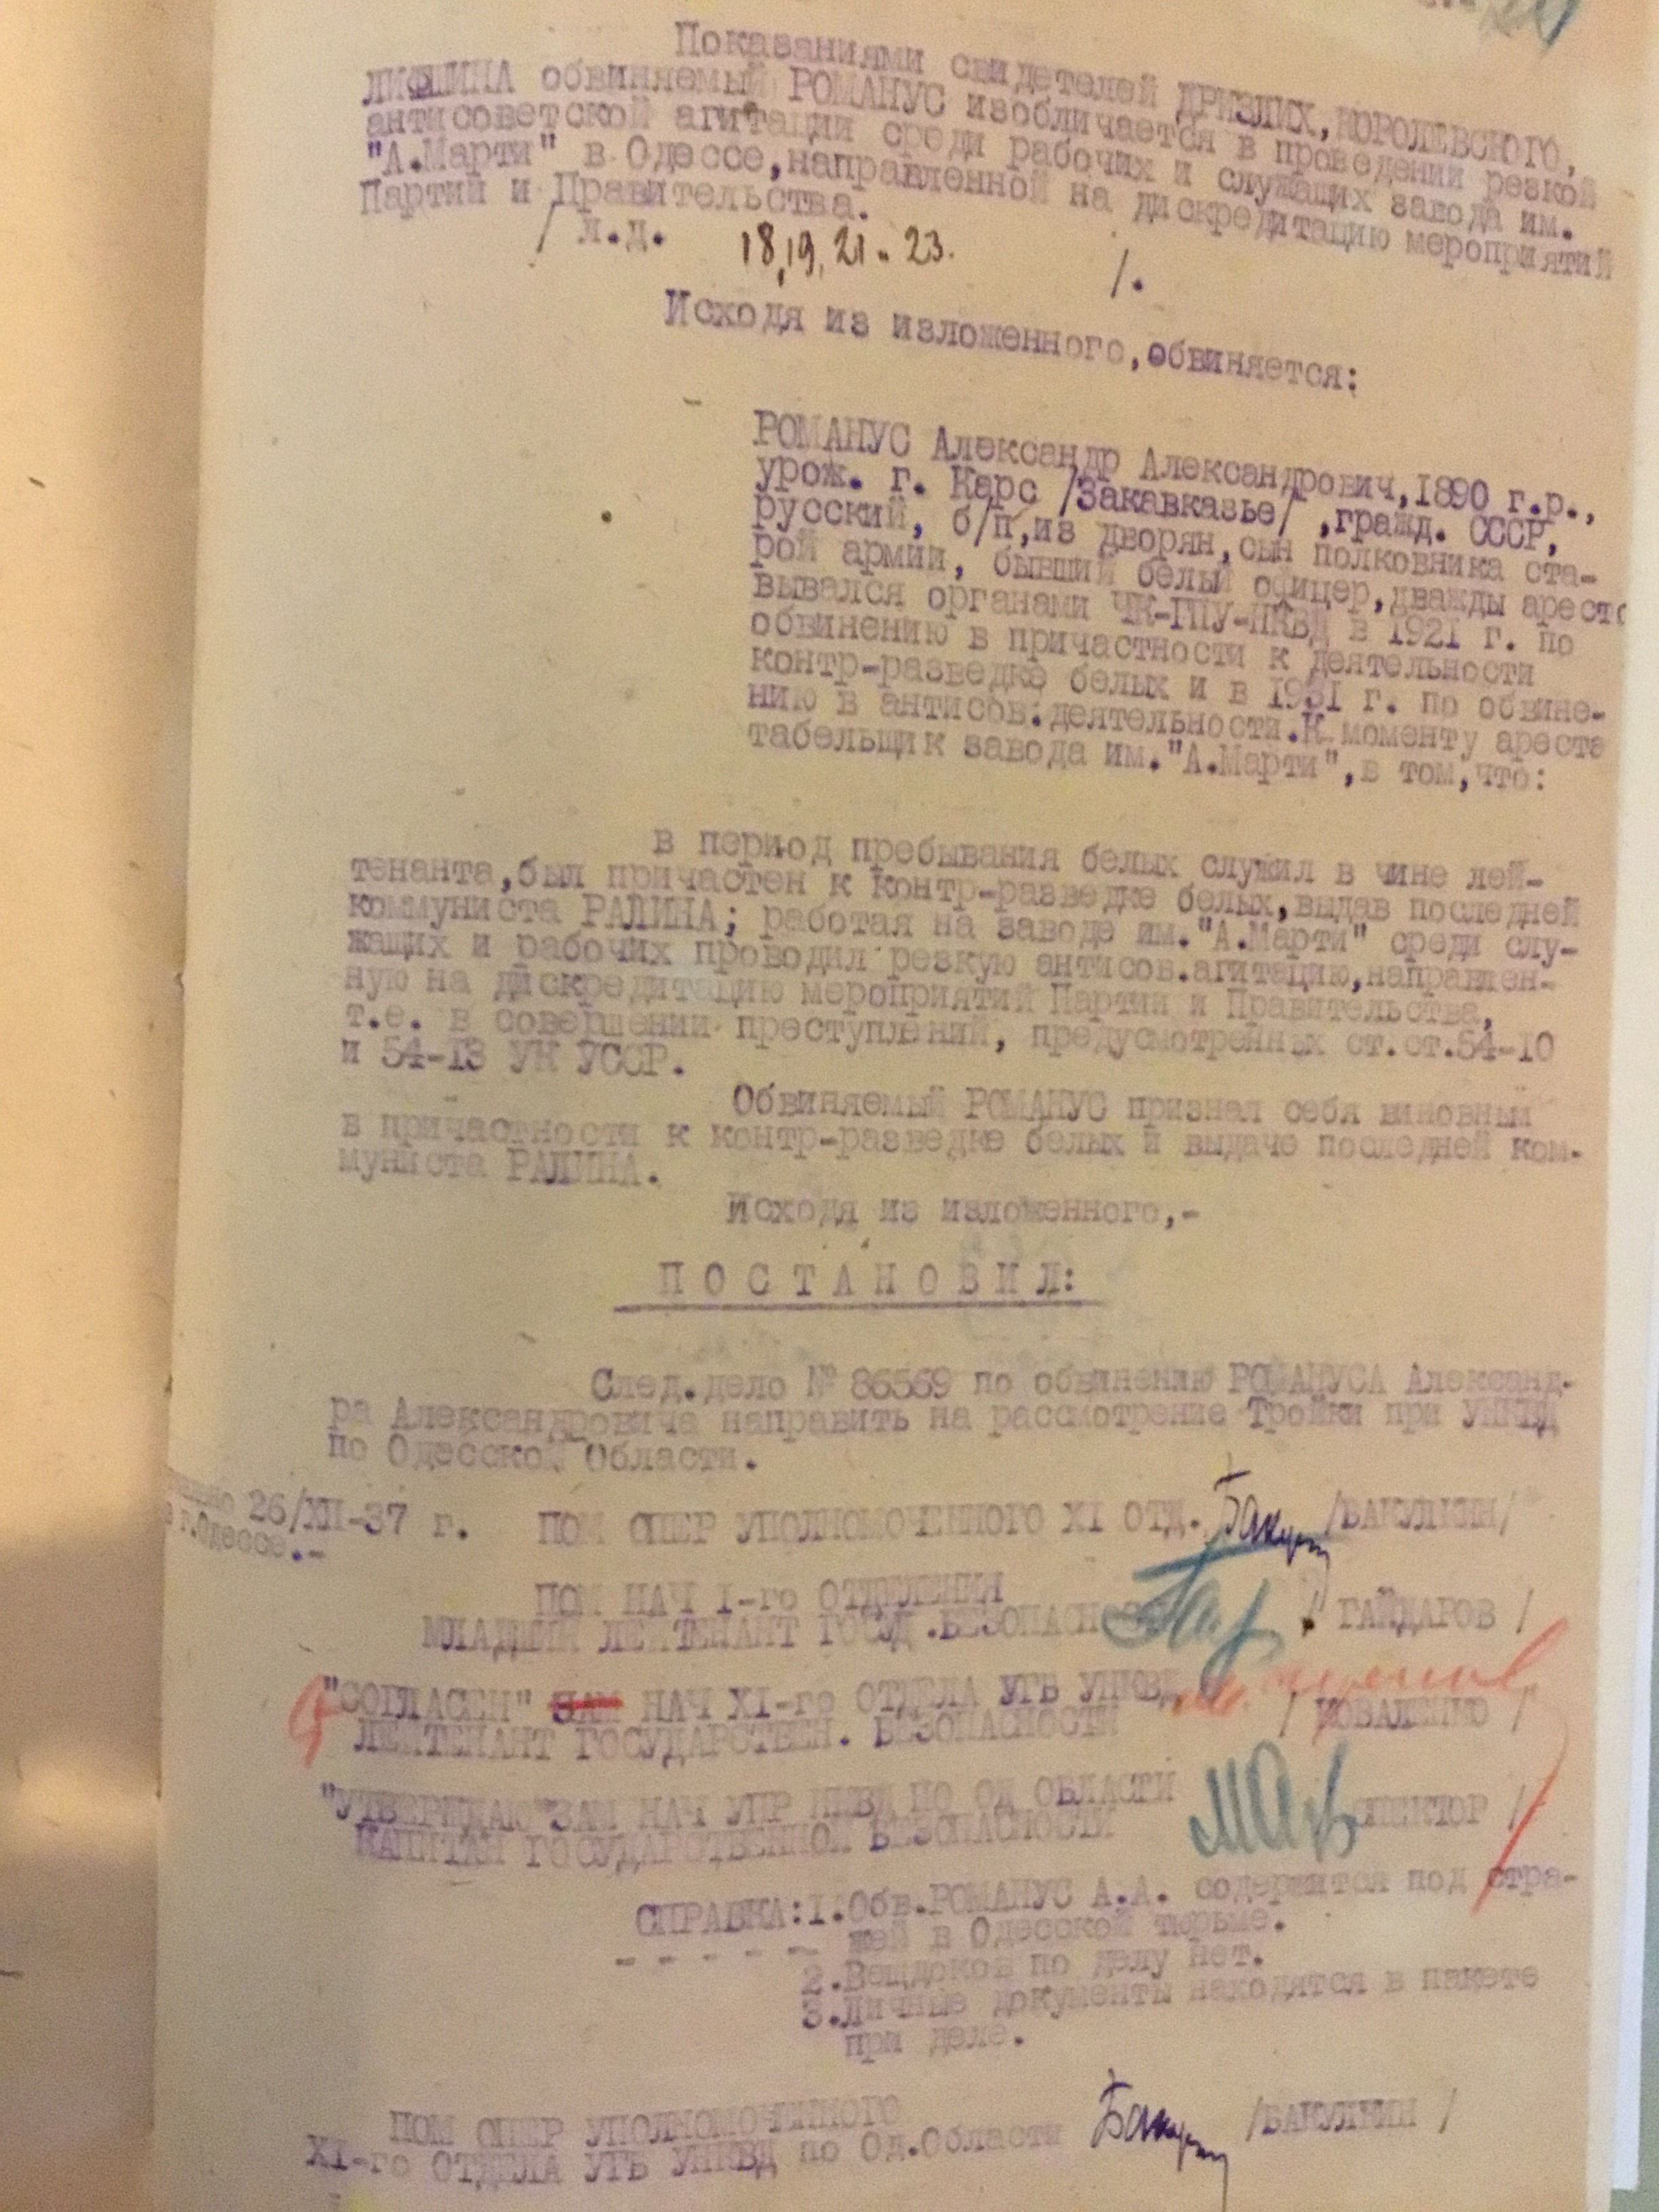 Показаниями свидетелей ДРИЗЛИХ, КОРОЛЕВСКОГО,
ЛИФШИНА обвиняемый РОМАНУС изобличается в проведении резкой
антисоветской агитации среди рабочих и служащих завода им.
"А.Марти" в Одессе,направленной на дискредитацию мероприятий
Партий и Правительства.
/ л.д. 18,19, 21-23. /.
Исходя из изложенного,обвиняется:
РОМАНУС Александр Александрович,1890 г.р.,
урож. г. Карс /Закавказье/ ,гражд. СССР,
русский, б/п,из дворян,сын полковника ста-
рой армии, бывший белый офицер,дважды аресто
вывался органами ЧК-ГПУ-НКВД в 1921 г. по
обвинению в причастности к деятельности
контр-разведке белых и в 1931 г. по обвине-
нию в антисов.деятельности.К моменту ареста
табельщик завода им."А.Марти",в том,что:
в период пребывания белых служил в чине лей-
тенанта,был причастен к контр-разведке белых,выдав последней
коммуниста РАЛИНА; работая на заводе им."А.Марти" среди слу-
жащих и рабочих проводил резкую антисов.агитацию,направлен-
ную на дискредитацию мероприятий Партии и Правительства,
т.е. в совершении преступлений, предусмотренных ст.ст.54-10
и 54-13 УК УССР.
Обвиняемый РОМАНУС признал себя виновным
в причастности к контр-разведке белых и выдаче последней ком-
муниста РАЛИНА.
Исходя из изложенного,-
П О С Т А Н О В И Л:
След.дело № 86569 по обвинению РОМАНУСА Александ-
ра Александровича направить на рассмотрение Тройки при УНКВД
по Одесской Области.
26/XII-37 г.
г.Одессе.-
ПОМ ОПЕР УПОЛНОМОЧЕННОГО XI ОТД. /БАКУЛКИН/
ПОМ НАЧ I-го ОТДЕЛЕНИЯ
МЛАДШИЙ ЛЕЙТЕНАНТ ГОСУД.БЕЗОПАСН / ГАЙДАРОВ /
"СОГЛАСЕН" ЗАМ НАЧ XI-го ОТДЕЛА УГБ УНКВД
ЛЕЙТЕНАНТ ГОСУДАРСТВЕН. БЕЗОПАСНОСТИ / КОВАЛЕНКО /
"УТВЕРЖДАЮ" ЗАМ НАЧ УПР НКВД ПО ОД ОБЛАСТИ
КАПИТАН ГОСУДАРСТВЕННОЙ БЕЗОПАСНОСТИ СПЕКТОР /
СПРАВКА:1.Обв.РОМАНУС А.А. содержится под стра-
жей в Одесской тюрьме.
2.Вещдоков по делу нет.
3.Личные документы находятся в пакете
при деле.
ПОМ ОПЕР УПОЛНОМОЧЕННОГО
XI-го ОТДЕЛА УГБ УНКВД по Од.Области /БАКУЛКИН /